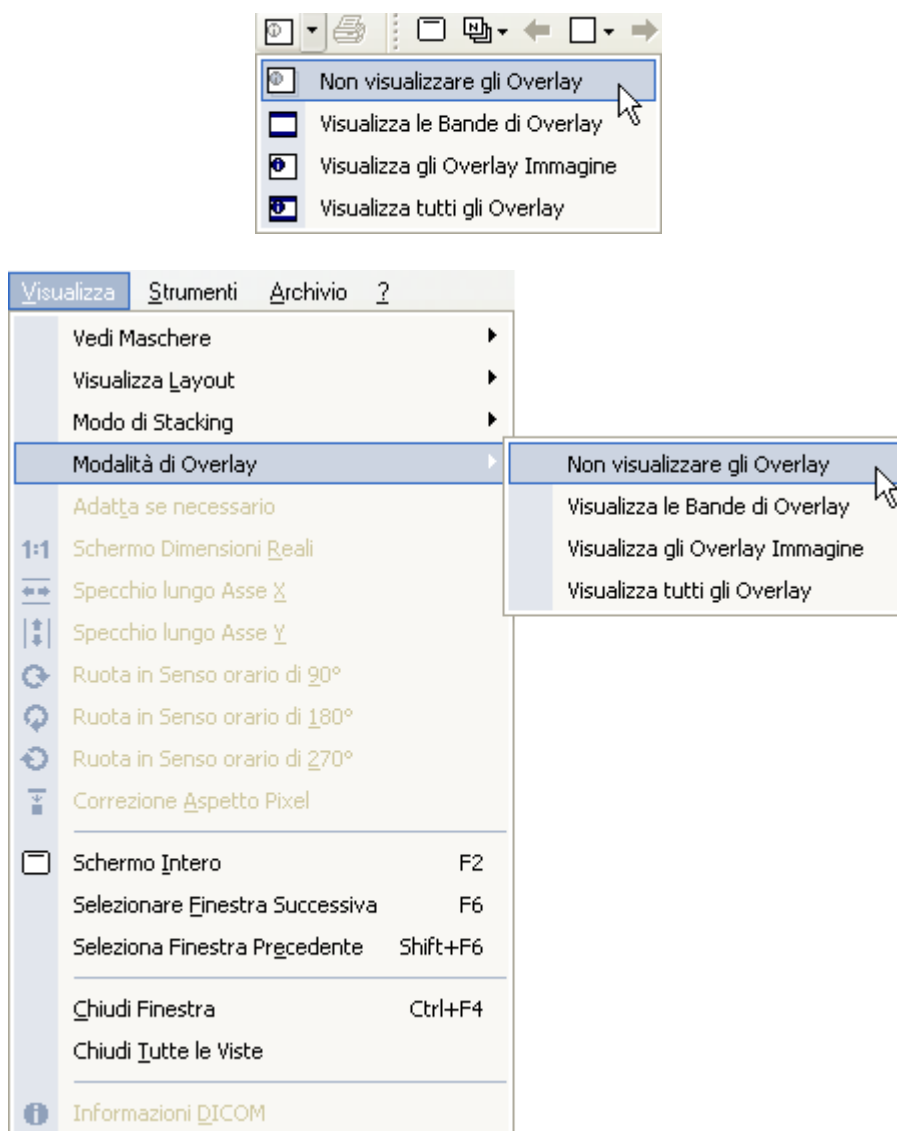 Non visualizzare gli Overlay
Visualizza le Bande di Overlay
Visualizza gli Overlay Immagine
Visualizza tutti gli Overlay
Visualizza Strumenti Archivio ?
Vedi Maschere
Visualizza Layout
Modo di Stacking
Modalità di Overlay
Non visualizzare gli Overlay
Visualizza le Bande di Overlay
Visualizza gli Overlay Immagine
Visualizza tutti gli Overlay
Adatta se necessario
1:1 Schermo Dimensioni Reali
Specchio lungo Asse X
Specchio lungo Asse Y
Ruota in Senso orario di 90°
Ruota in Senso orario di 180°
Ruota in Senso orario di 270°
Correzione Aspetto Pixel
Schermo Intero F2
Selezionare Finestra Successiva F6
Seleziona Finestra Precedente Shift+F6
Chiudi Finestra Ctrl+F4
Chiudi Tutte le Viste
Informazioni DICOM